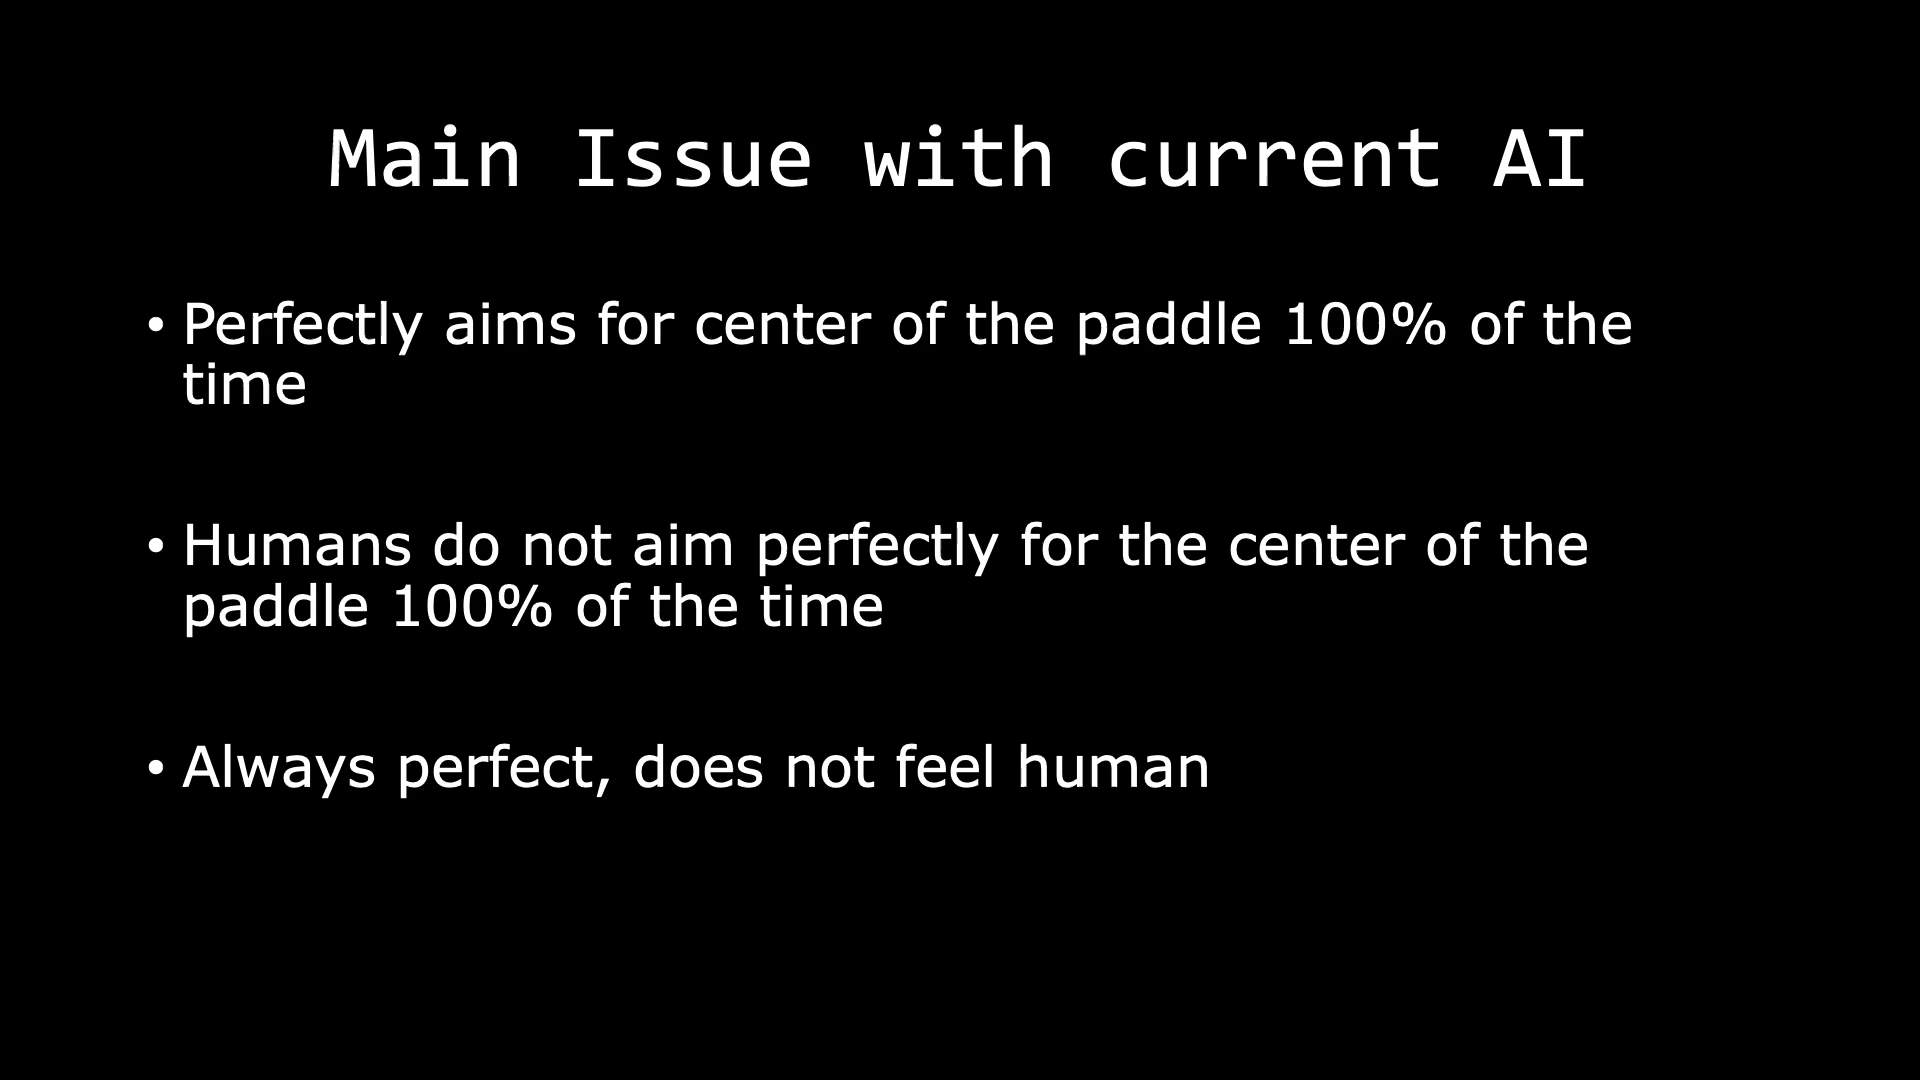 Main Issue with current AI
• Perfectly aims for center of the paddle 100% of the
time
• Humans do not aim perfectly for the center of the
paddle 100% of the time
• Always perfect, does not feel human